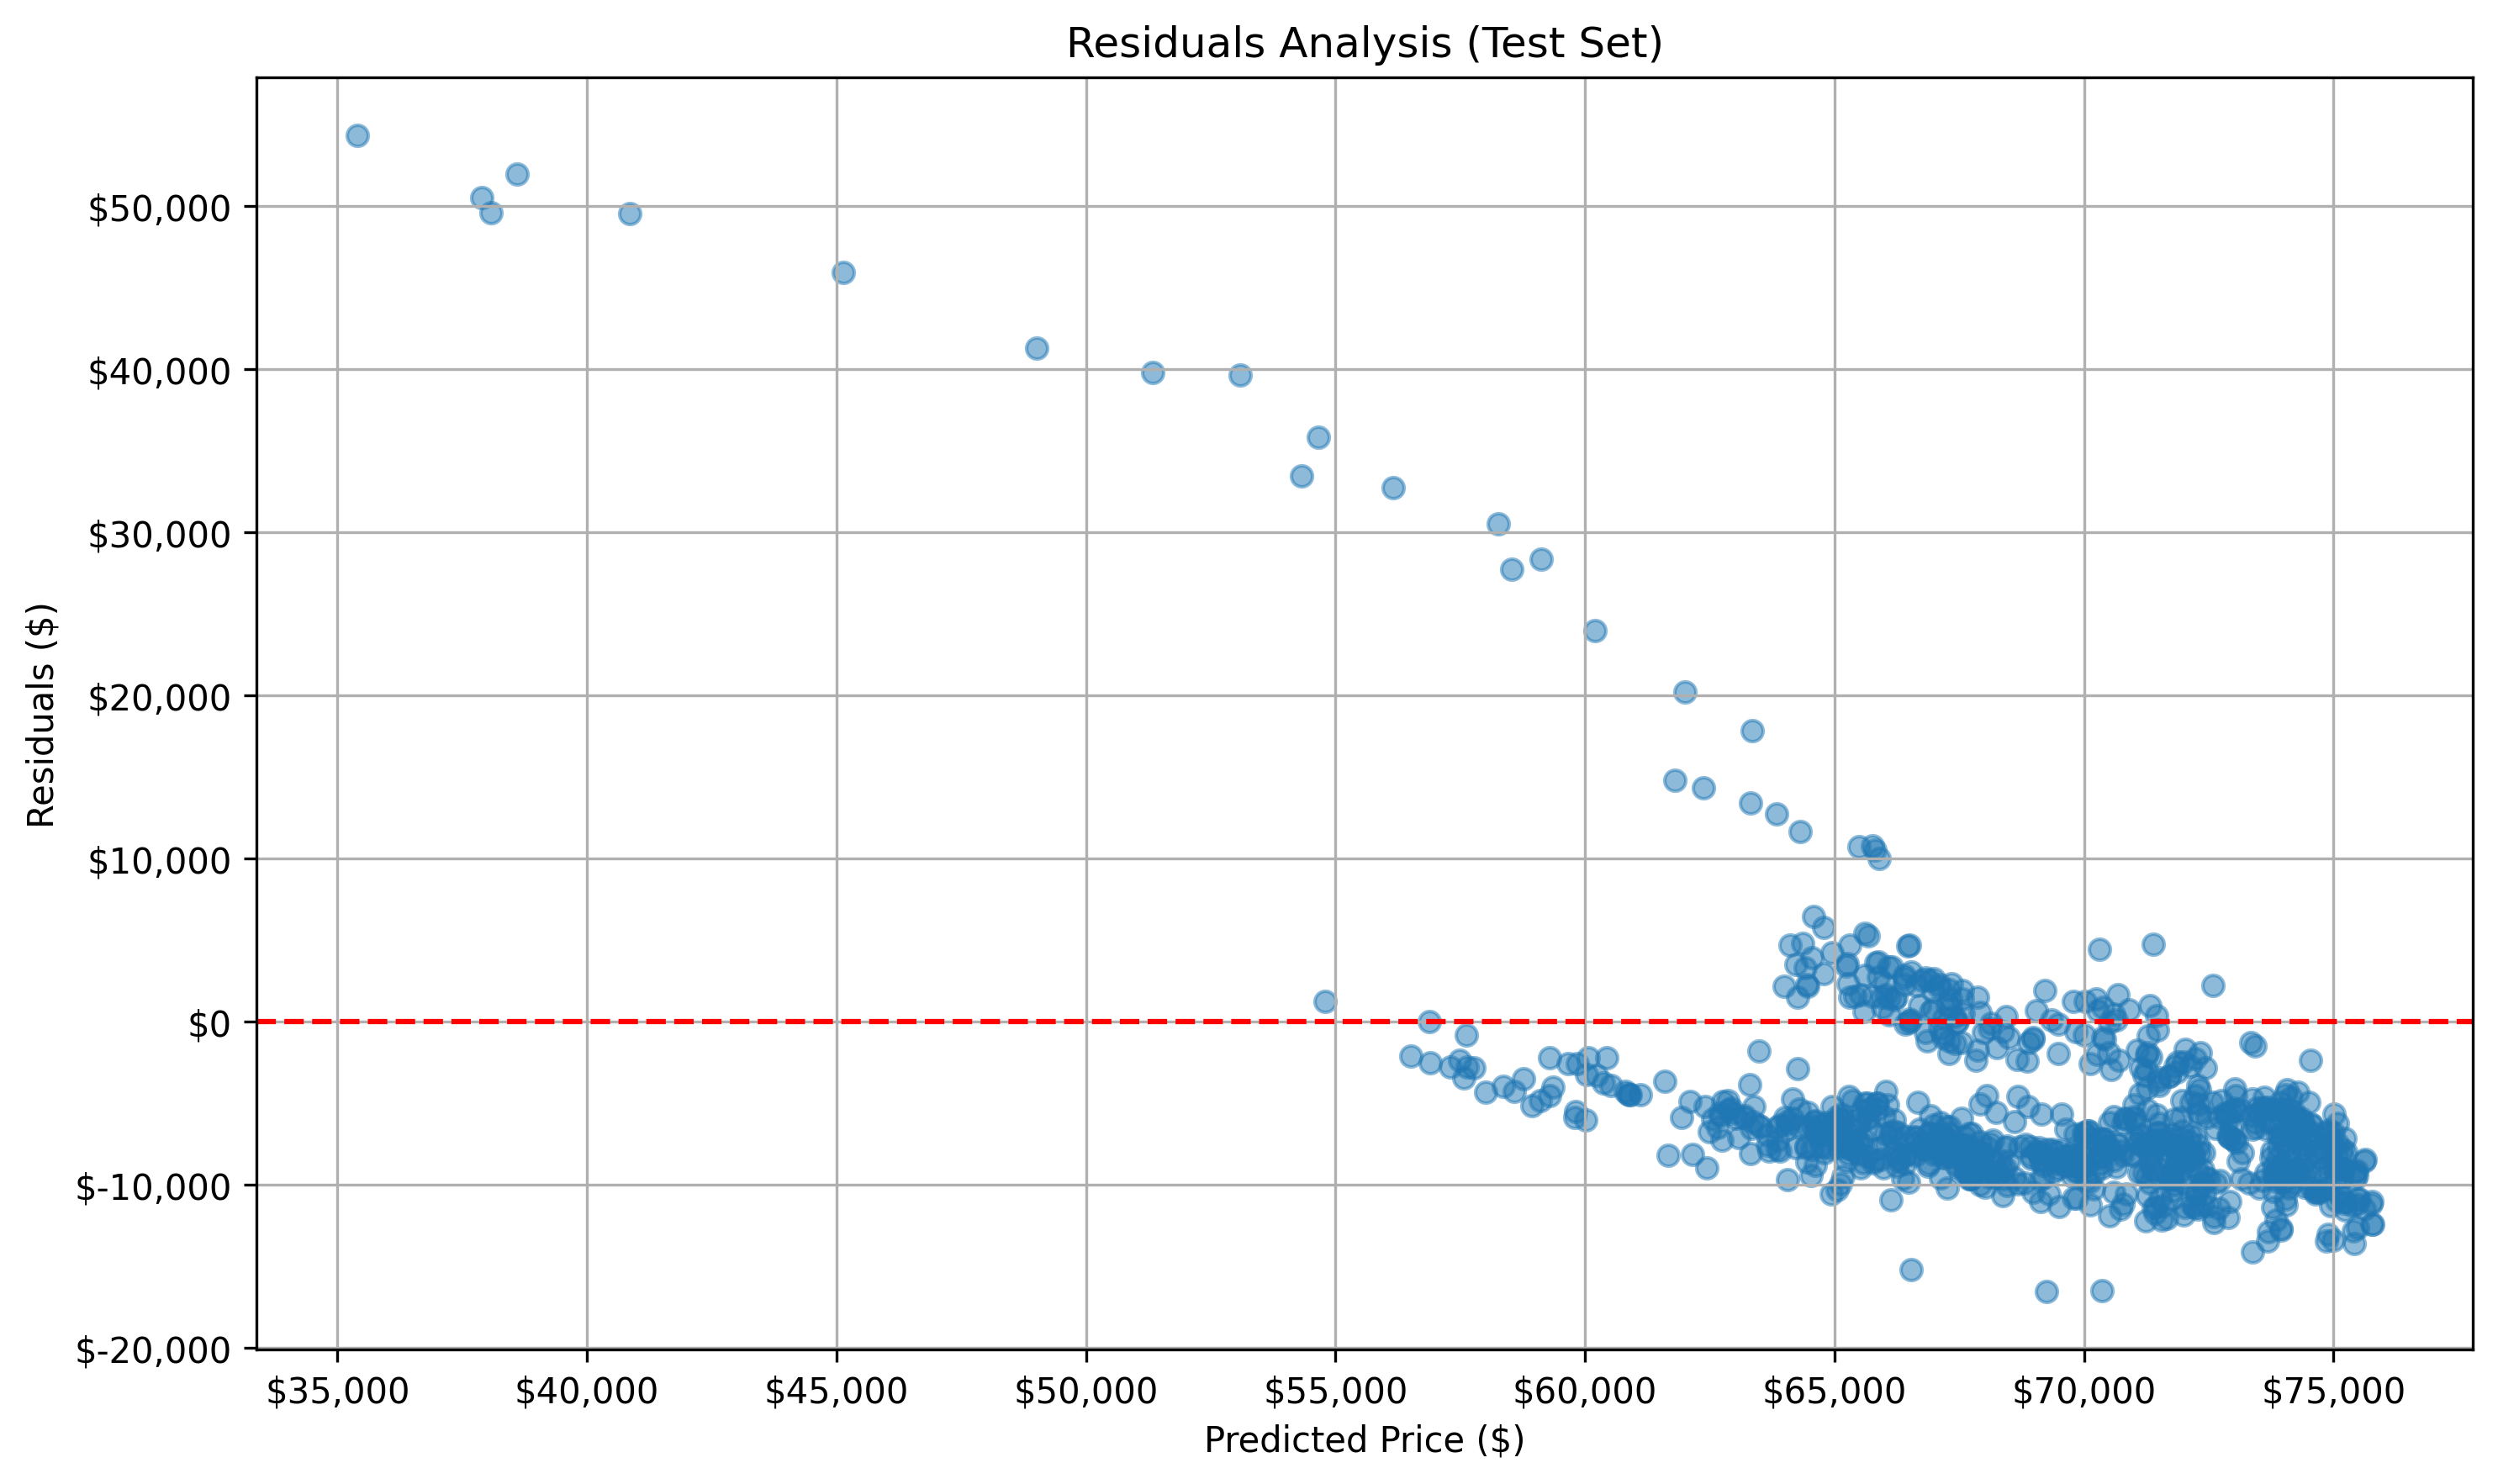 Residuals Analysis (Test Set)
Residuals ($)
$50,000
$40,000
$30,000
$20,000
$10,000
$0
$-10,000
$-20,000
$35,000 $40,000 $45,000 $50,000 $55,000 $60,000 $65,000 $70,000 $75,000
Predicted Price ($)